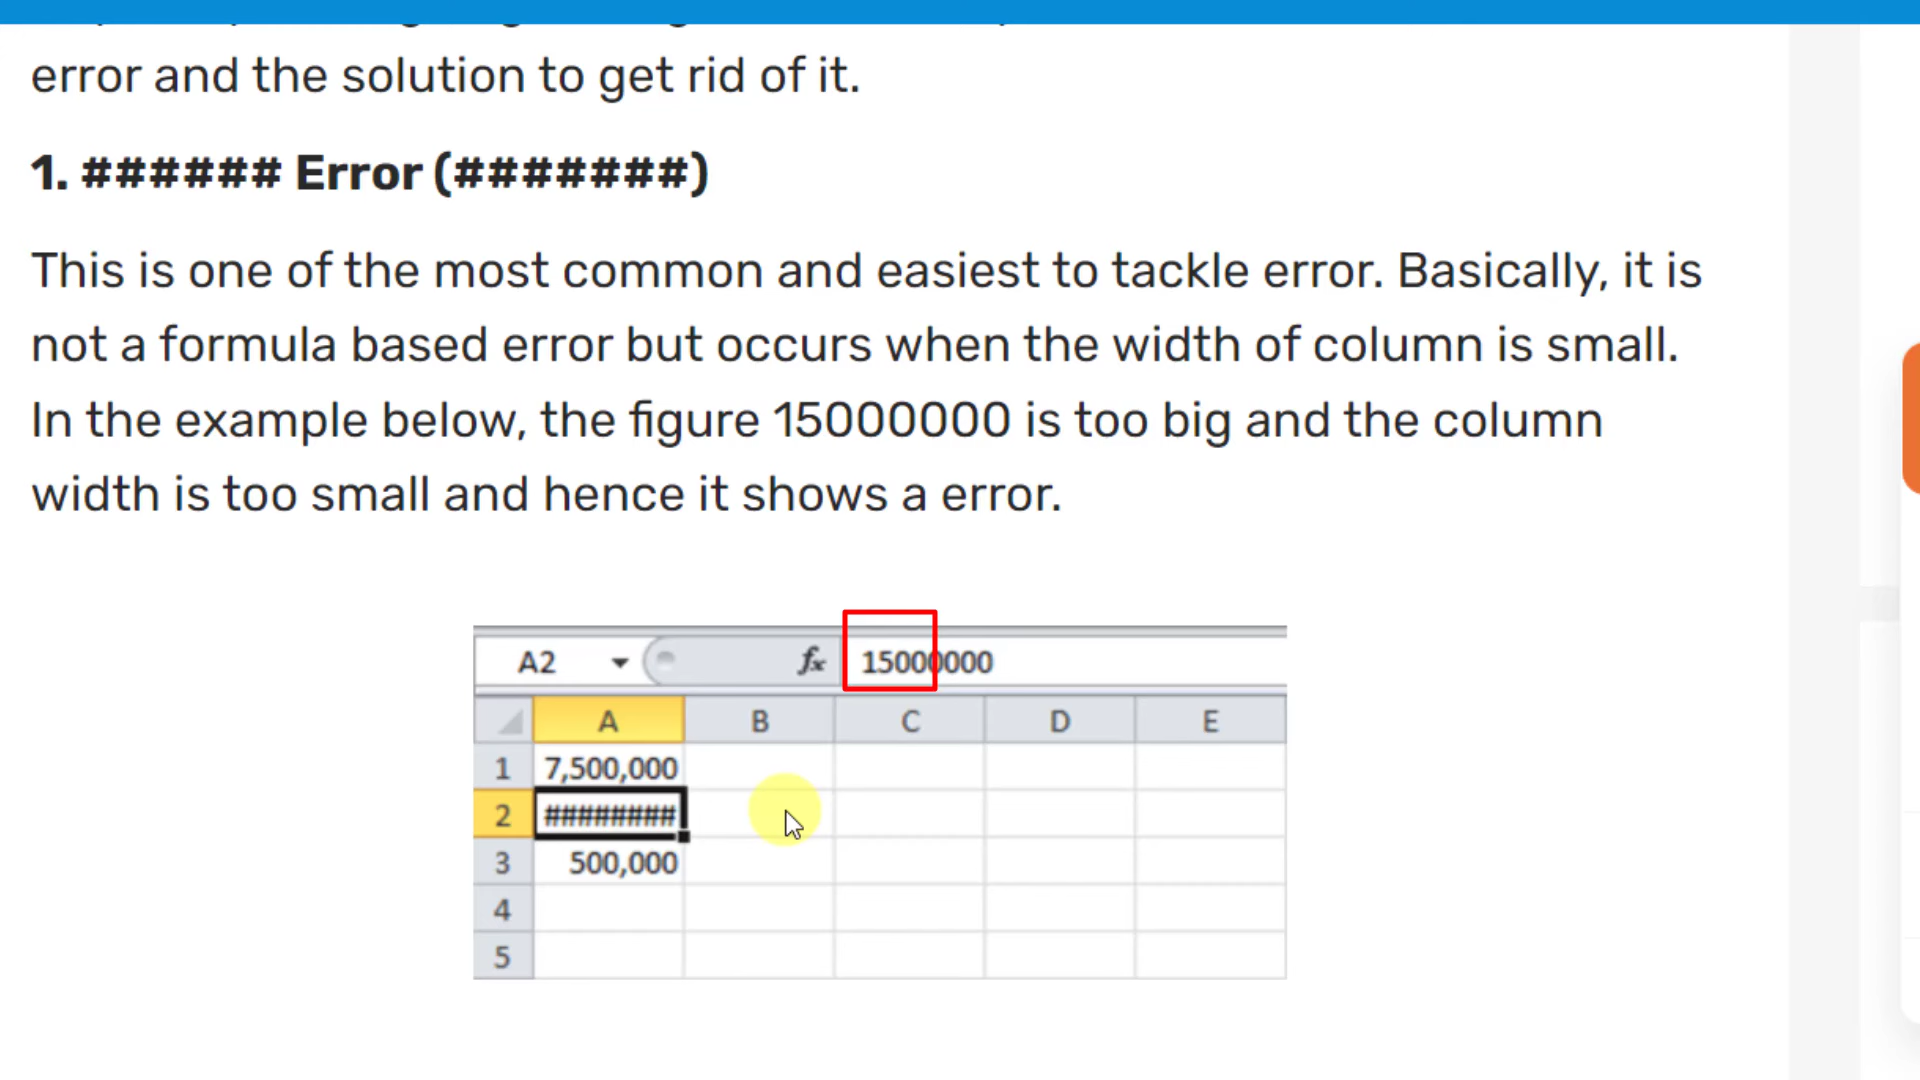 error and the solution to get rid of it.
1. ###### Error (#######)
This is one of the most common and easiest to tackle error. Basically, it is
not a formula based error but occurs when the width of column is small.
In the example below, the figure 15000000 is too big and the column
width is too small and hence it shows a error.
A2 fx 15000000
A B C D E
1 7,500,000
2 ########
3 500,000
4
5